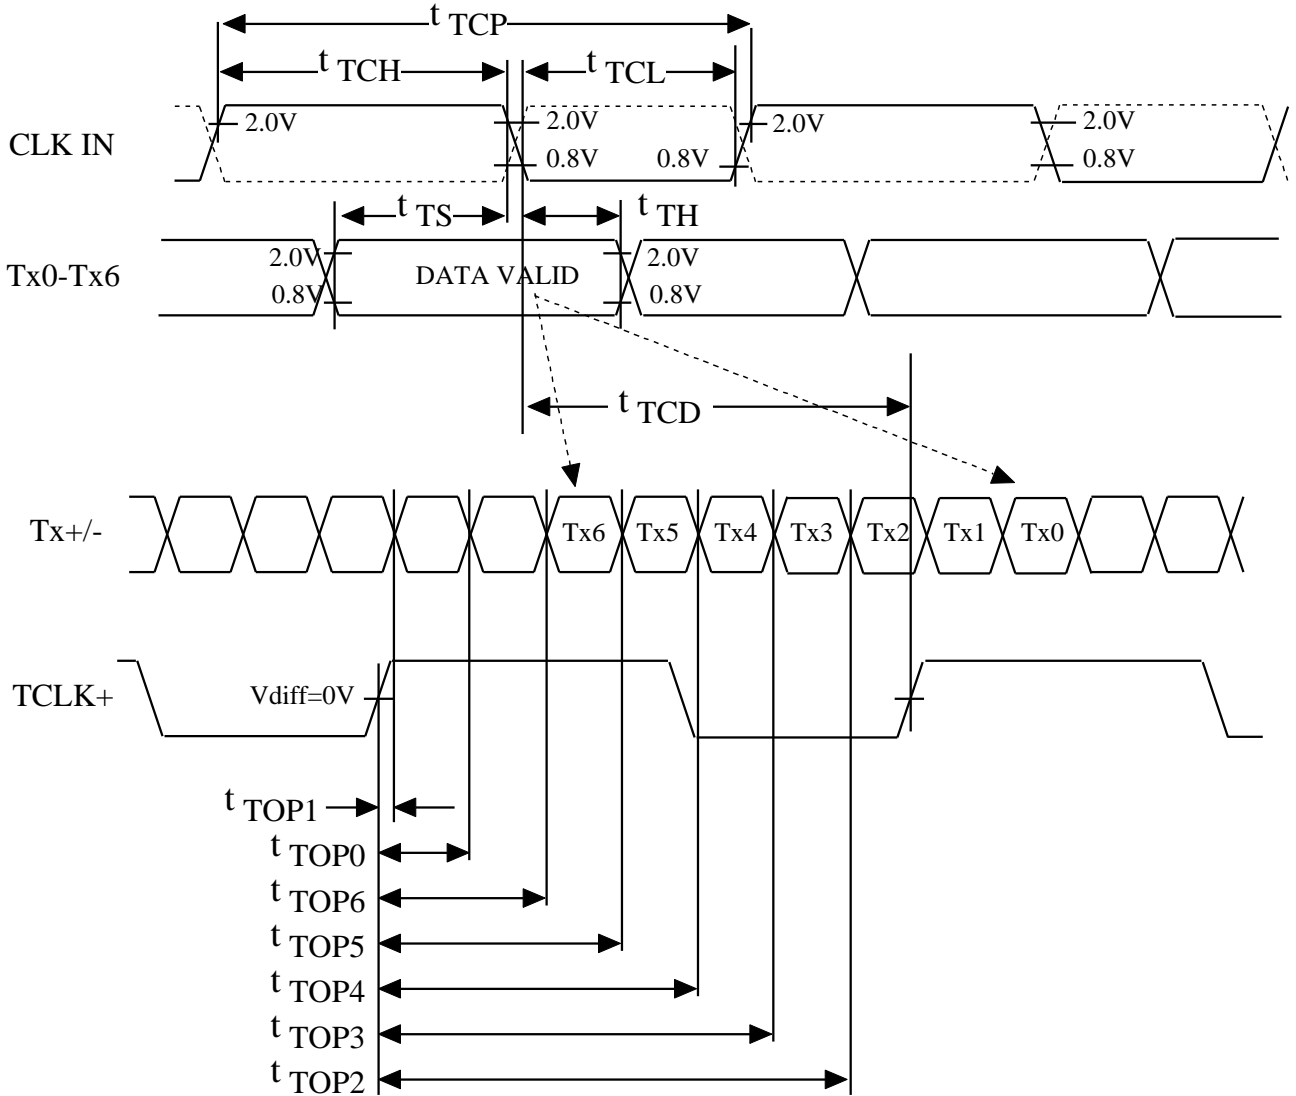 t TCP
t TCH
t TCL
CLK IN
2.0V
2.0V
2.0V
2.0V
0.8V
0.8V
0.8V
t TS
t TH
Tx0-Tx6
2.0V
DATA VALID
2.0V
0.8V
0.8V
t TCD
Tx+/-
Tx6
Tx5
Tx4
Tx3
Tx2
Tx1
Tx0
TCLK+
Vdiff=0V
t TOP1
t TOP0
t TOP6
t TOP5
t TOP4
t TOP3
t TOP2